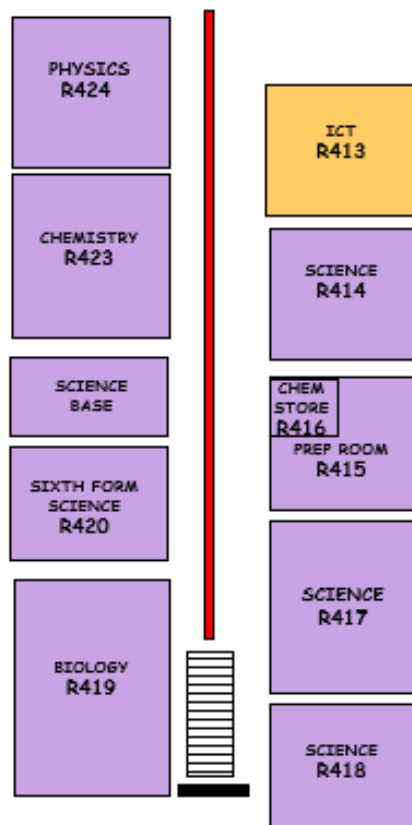 PHYSICS
R424
CHEMISTRY
R423
SCIENCE
BASE
SIXTH FORM
SCIENCE
R420
BIOLOGY
R419
ICT
R413
SCIENCE
R414
CHEM
STORE
R416
PREP ROOM
R415
SCIENCE
R417
SCIENCE
R418